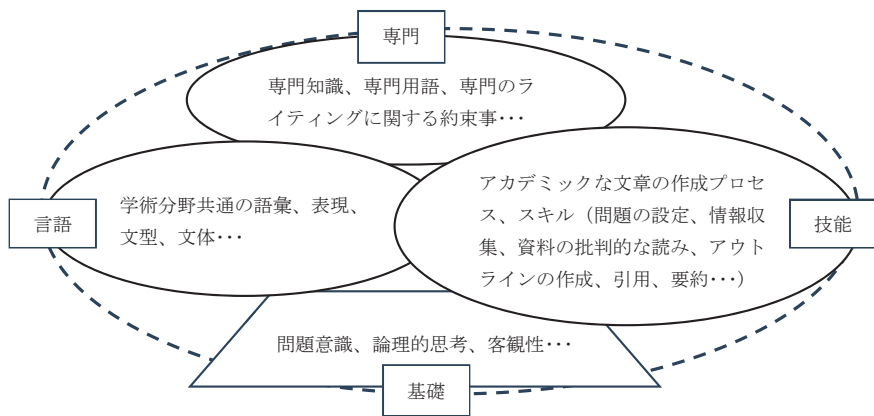 専門
専門知識、専門用語、専門のラ
イティングに関する約束事･･･
言語
学術分野共通の語彙、表現、
文型、文体･･･
アカデミックな文章の作成プロセ
ス、スキル（問題の設定、情報収
集、資料の批判的な読み、アウト
ラインの作成、引用、要約･･･）
技能
問題意識、論理的思考、客観性･･･
基礎